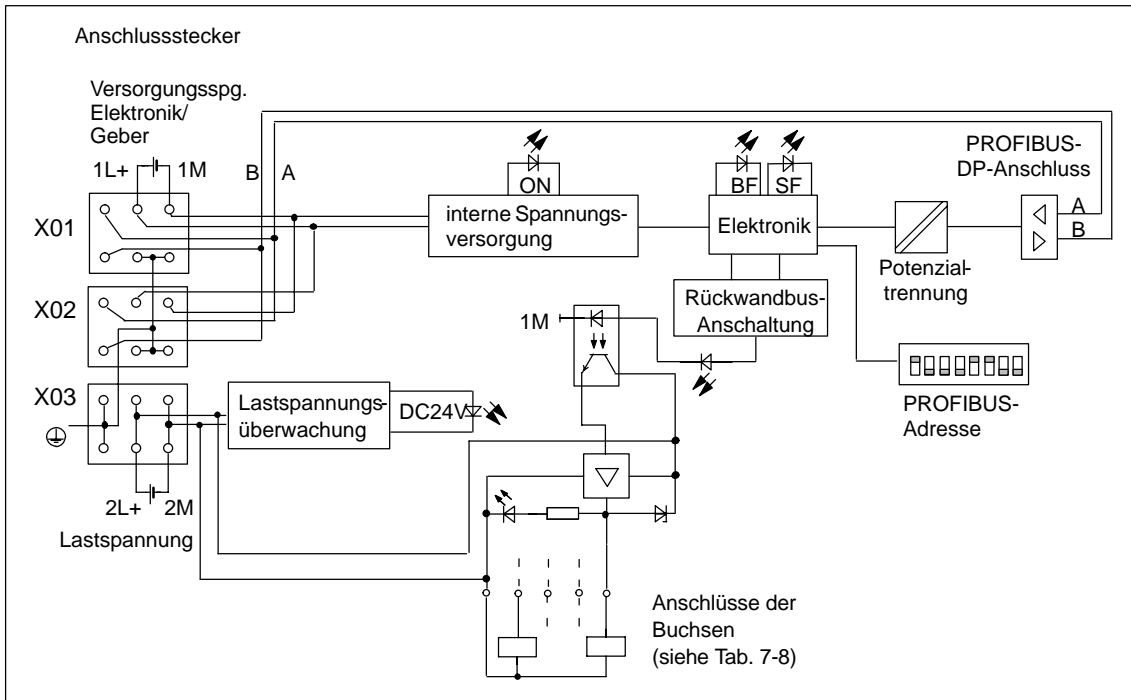 Anschlussstecker
Versorgungsspg.
Elektronik/
Geber
1L+
1M
B
A
ON
BF
SF
PROFIBUS-
DP-Anschluss
X01
interne Spannungs-
versorgung
Elektronik
A
B
Potenzial-
trennung
X02
Rückwandbus-
Anschaltung
1M
X03
Lastspannungs-
überwachung
DC24V
PROFIBUS-
Adresse
2L+
2M
Lastspannung
Anschlüsse der
Buchsen
(siehe Tab. 7-8)